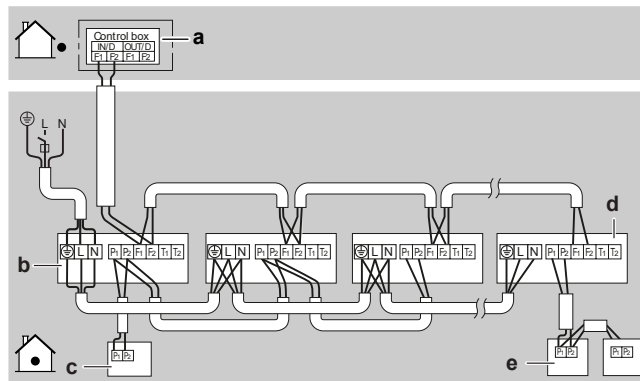 Control box
IN/D OUT/D
F1 F2 F1 F2
a
L N
d
b
L N P1 P2 F1 F2 T1 T2
L N P1 P2 F1 F2 T1 T2
L N P1 P2 F1 F2 T1 T2
L N P1 P2 F1 F2 T1 T2
P1 P2
c
P1 P2
e
P1 P2